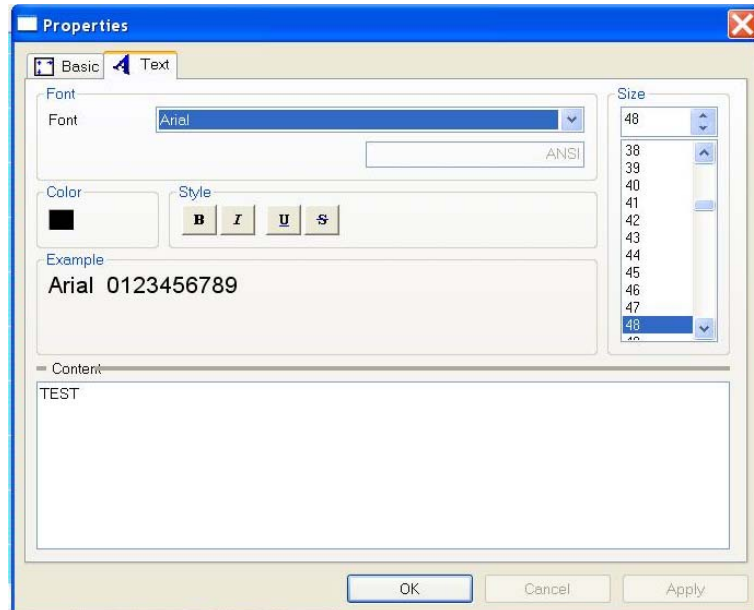 Properties
Basic Text
Font
Font Arial
ANSI
Size
48
38
39
40
41
42
43
44
45
46
47
48
Color
Style
B I U S
Example
Arial 0123456789
Content
TEST
OK Cancel Apply